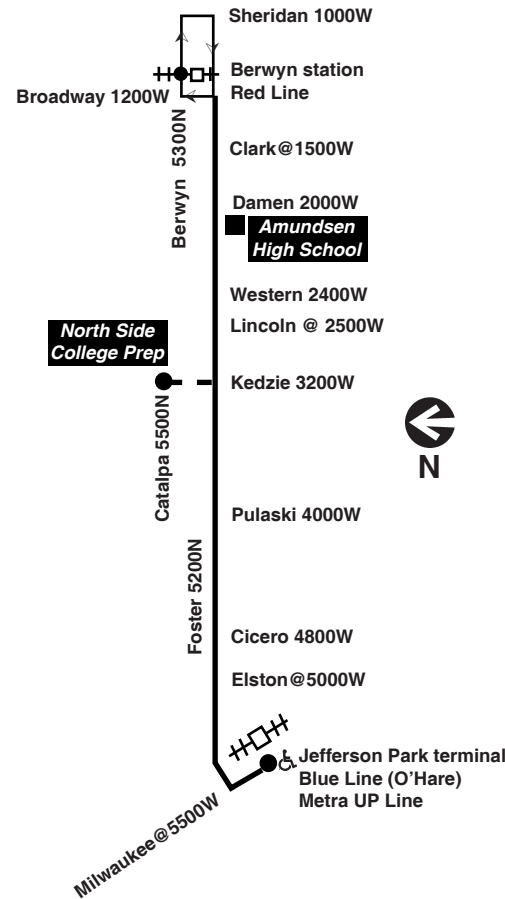 Sheridan 1000W
Berwyn station
Red Line
Broadway 1200W
Berwyn 5300N
Clark@1500W
Damen 2000W
Amundsen
High School
Western 2400W
Lincoln @ 2500W
North Side
College Prep
Kedzie 3200W
Catalpa 5500N
N
Pulaski 4000W
Foster 5200N
Cicero 4800W
Elston@5000W
Jefferson Park terminal
Blue Line (O'Hare)
Metra UP Line
Milwaukee@5500W